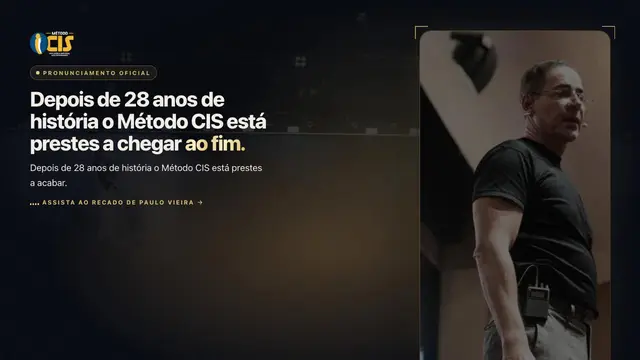 MÉTODO
CIS
PRONUNCIAMENTO OFICIAL
Depois de 28 anos de
história o Método CIS está
prestes a chegar ao fim.
Depois de 28 anos de história o Método CIS está prestes
a acabar.
ASSISTA AO RECADO DE PAULO VIEIRA →